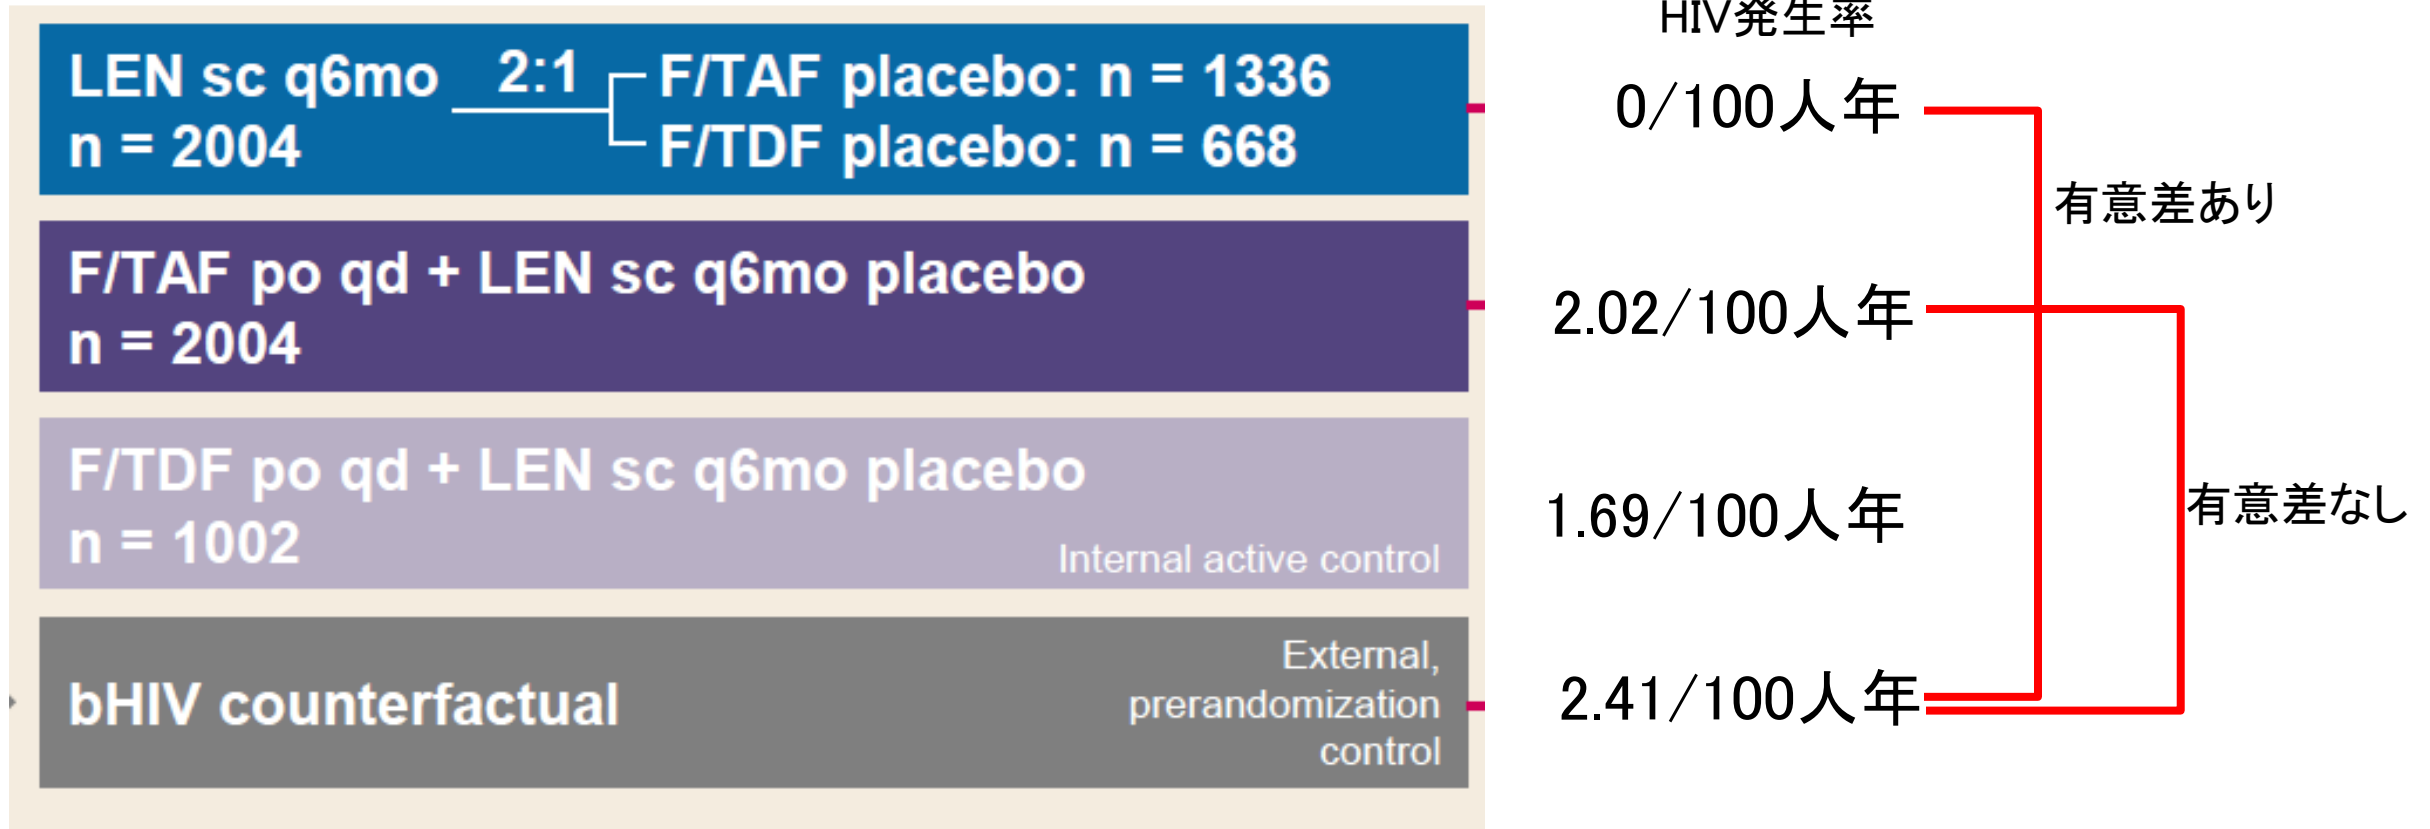 HIV発生率
LEN sc q6mo 2:1 F/TAF placebo: n = 1336
n = 2004 F/TDF placebo: n = 668
0/100人年
有意差あり
F/TAF po qd + LEN sc q6mo placebo
n = 2004
2.02/100人年
F/TDF po qd + LEN sc q6mo placebo
n = 1002
Internal active control
1.69/100人年
有意差なし
bHIV counterfactual
External,
prerandomization
control
2.41/100人年